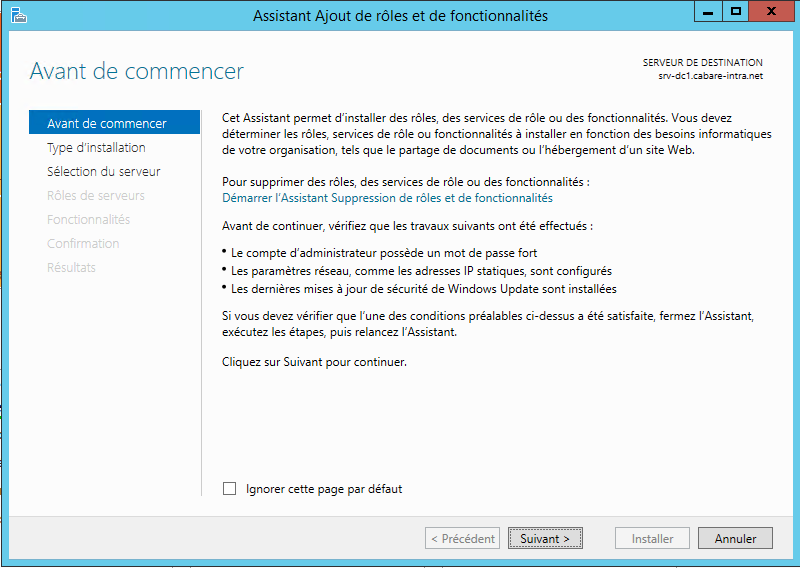 Assistant Ajout de rôles et de fonctionnalités
Avant de commencer
SERVEUR DE DESTINATION
srv-dc1.cabare-intra.net
Avant de commencer
Type d'installation
Sélection du serveur
Rôles de serveurs
Fonctionnalités
Confirmation
Résultats
Cet Assistant permet d'installer des rôles, des services de rôle ou des fonctionnalités. Vous devez
déterminer les rôles, services de rôle ou fonctionnalités à installer en fonction des besoins informatiques
de votre organisation, tels que le partage de documents ou l'hébergement d'un site Web.
Pour supprimer des rôles, des services de rôle ou des fonctionnalités :
Démarrer l'Assistant Suppression de rôles et de fonctionnalités
Avant de continuer, vérifiez que les travaux suivants ont été effectués :
• Le compte d'administrateur possède un mot de passe fort
• Les paramètres réseau, comme les adresses IP statiques, sont configurés
• Les dernières mises à jour de sécurité de Windows Update sont installées
Si vous devez vérifier que l'une des conditions préalables ci-dessus a été satisfaite, fermez l'Assistant,
exécutez les étapes, puis relancez l'Assistant.
Cliquez sur Suivant pour continuer.
Ignorer cette page par défaut
< Précédent
Suivant >
Installer
Annuler